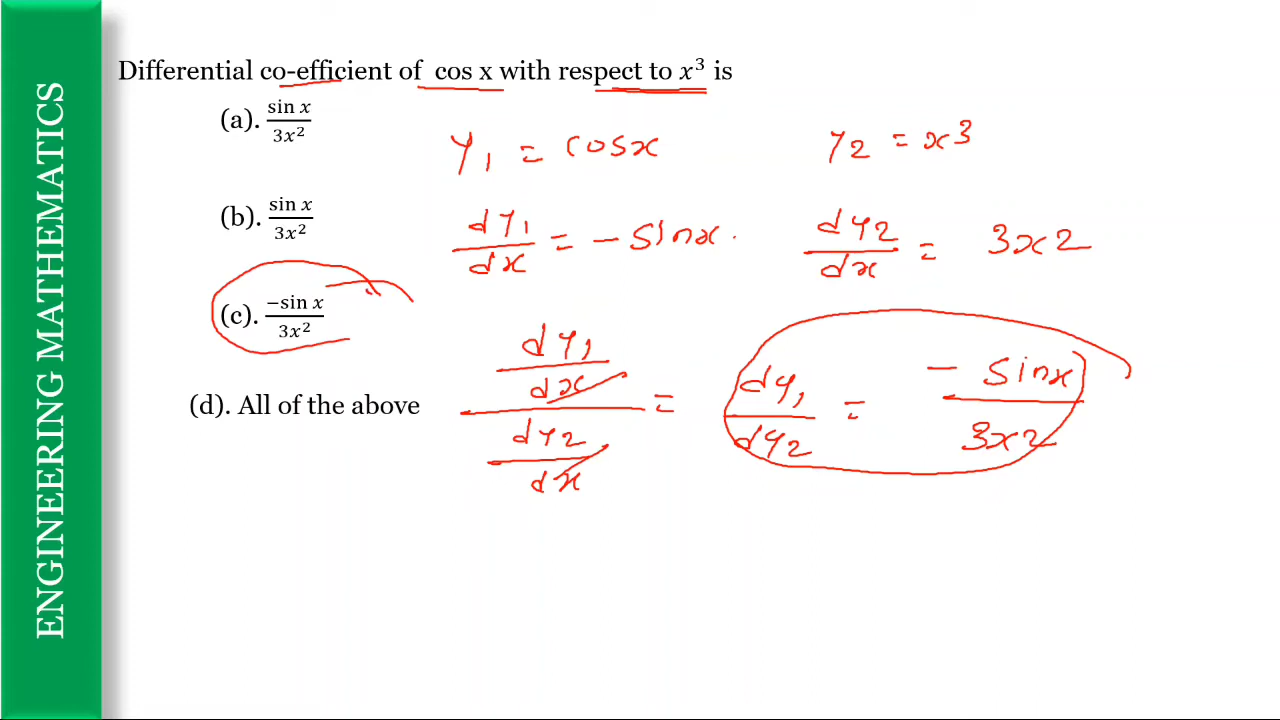 ENGINEERING MATHEMATICS
Differential co-efficient of cos x with respect to x³ is
(a). sin x / 3x²
y₁ = cosx    y₂ = x³
(b). sin x / 3x²
dy₁/dx = - sinx.    dy₂/dx = 3x2
(c). −sin x / 3x²
(d). All of the above
dy₁/dx / dy₂/dx = dy₁/dy₂ = - sinx / 3x2